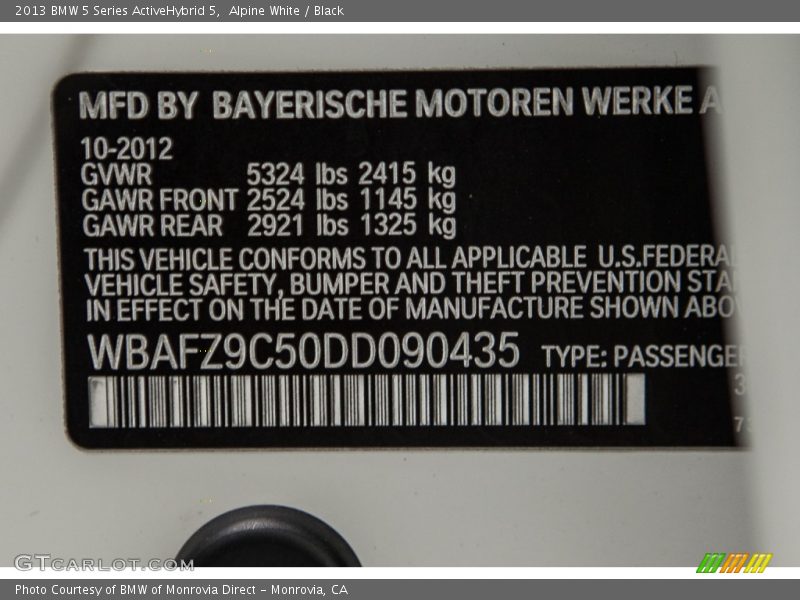 2013 BMW 5 Series ActiveHybrid 5, Alpine White / Black
MFD BY BAYERISCHE MOTOREN WERKE A
10-2012
GVWR 5324 lbs 2415 kg
GAWR FRONT 2524 lbs 1145 kg
GAWR REAR 2921 lbs 1325 kg
THIS VEHICLE CONFORMS TO ALL APPLICABLE U.S.FEDERAL
VEHICLE SAFETY, BUMPER AND THEFT PREVENTION STA
IN EFFECT ON THE DATE OF MANUFACTURE SHOWN ABO
WBAFZ9C50DD090435 TYPE: PASSENGER
GTCARLOT.COM
Photo Courtesy of BMW of Monrovia Direct - Monrovia, CA